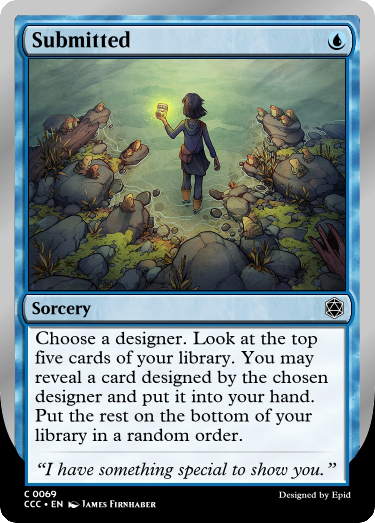 Submitted
Sorcery
Choose a designer. Look at the top
five cards of your library. You may
reveal a card designed by the chosen
designer and put it into your hand.
Put the rest on the bottom of your
library in a random order.
“I have something special to show you.”
C 0069
Designed by Epid
CCC • EN James Firnhaber